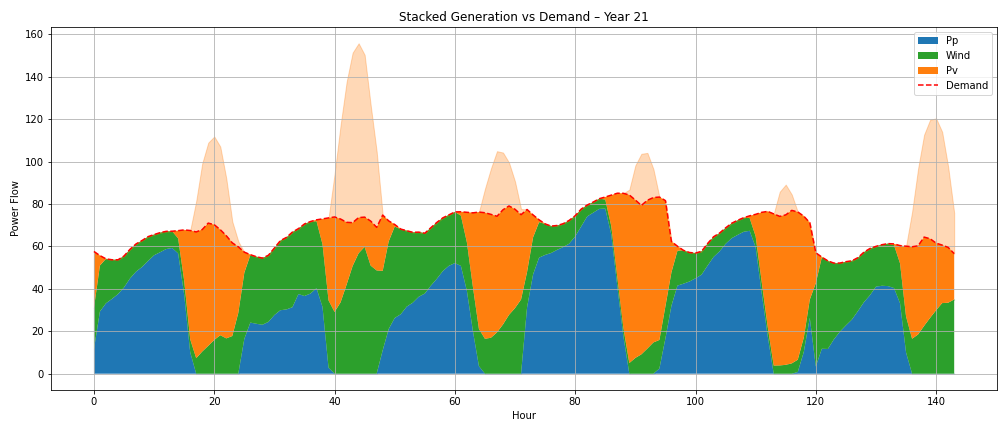 Stacked Generation vs Demand – Year 21
Power Flow
160
140
120
100
80
60
40
20
0
Pp
Wind
Pv
Demand
0 20 40 60 80 100 120 140
Hour